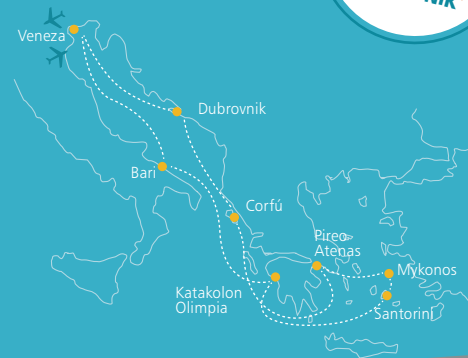 Veneza
Dubrovnik
Bari
Corfú
Pireo
Atenas
Mykonos
Katakolon
Olimpia
Santorini